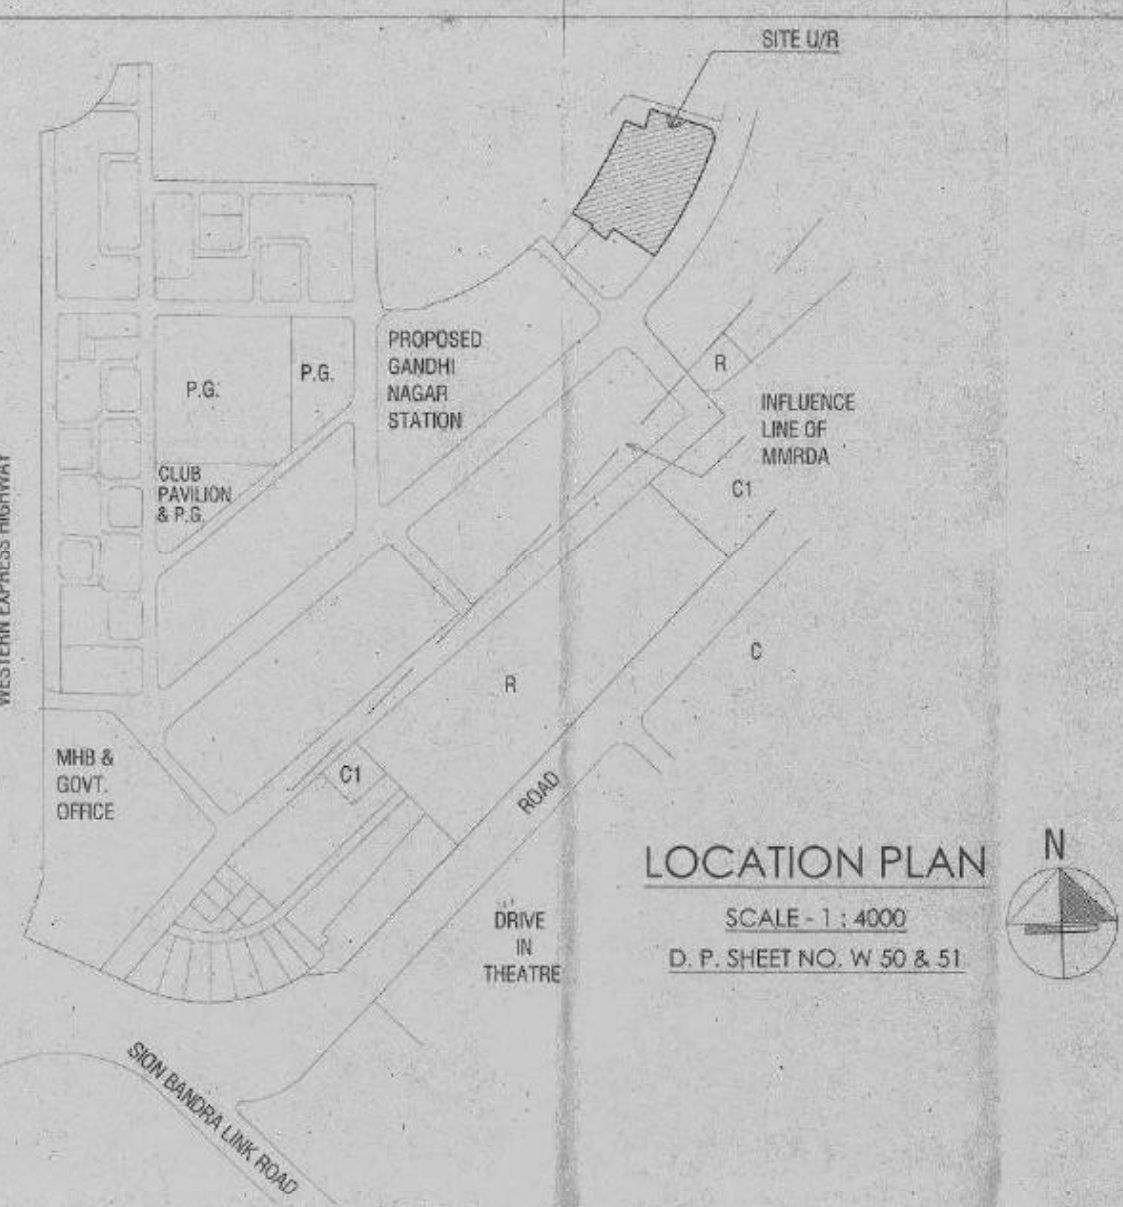 SITE U/R
PROPOSED
GANDHI
NAGAR
STATION
P.G.
P.G.
R
INFLUENCE
LINE OF
MMRDA
CLUB
PAVILION
& P.G.
C1
WESTERN EXPRESS HIGHWAY
C
R
MHB &
GOVT.
OFFICE
C1
ROAD
LOCATION PLAN
N
SCALE - 1 : 4000
D. P. SHEET NO. W 50 & 51
DRIVE
IN
THEATRE
SION BANDRA LINK ROAD